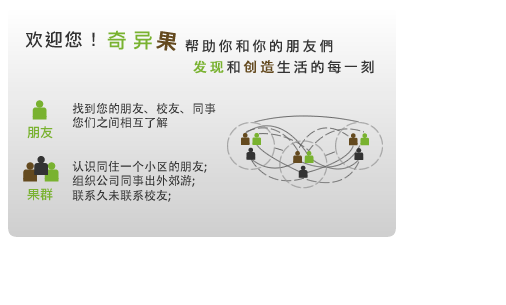 欢迎您！奇异果 帮助你和你的朋友們
发现和创造生活的每一刻
找到您的朋友、校友、同事
您们之间相互了解
朋友
认识同住一个小区的朋友;
组织公司同事出外郊游;
联系久未联系校友;
果群